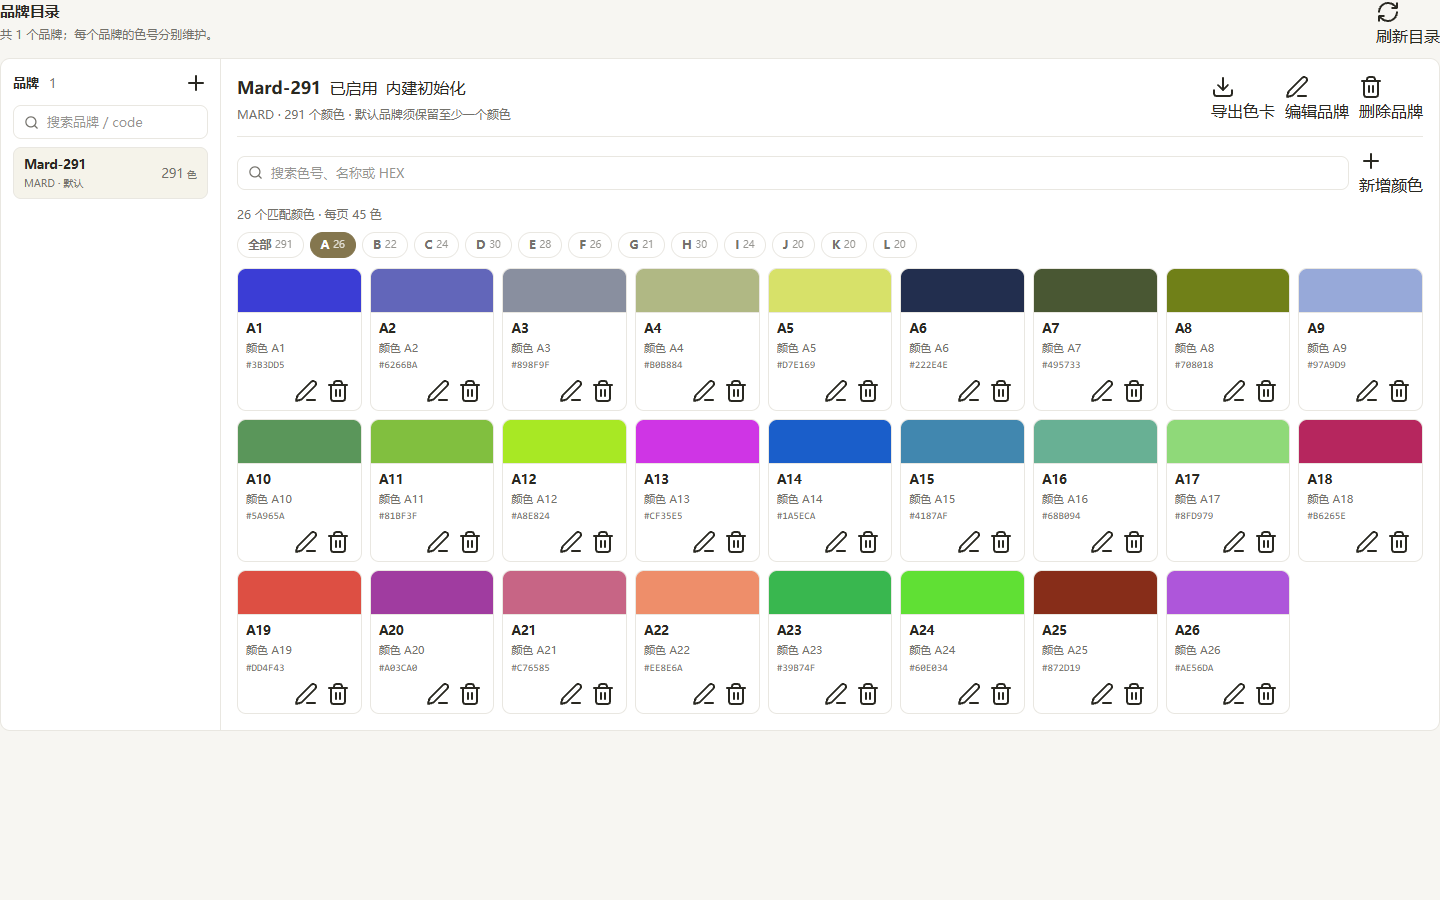 品牌目录
共 1 个品牌；每个品牌的色号分别维护。
刷新目录
品牌 1
搜索品牌 / code
Mard-291
MARD · 默认
291 色
Mard-291 已启用 内建初始化
MARD · 291 个颜色 · 默认品牌须保留至少一个颜色
导出色卡 编辑品牌 删除品牌
搜索色号、名称或 HEX
新增颜色
26 个匹配颜色 · 每页 45 色
全部 291 A 26 B 22 C 24 D 30 E 28 F 26 G 21 H 30 I 24 J 20 K 20 L 20
A1 A2 A3 A4 A5 A6 A7 A8 A9
颜色 A1 颜色 A2 颜色 A3 颜色 A4 颜色 A5 颜色 A6 颜色 A7 颜色 A8 颜色 A9
#3B3DD5 #6266BA #898F9F #B0B884 #D7E169 #222E4E #495733 #708018 #97A9D9
A10 A11 A12 A13 A14 A15 A16 A17 A18
颜色 A10 颜色 A11 颜色 A12 颜色 A13 颜色 A14 颜色 A15 颜色 A16 颜色 A17 颜色 A18
#5A965A #81BF3F #A8E824 #CF35E5 #1A5ECA #4187AF #68B094 #8FD979 #B6265E
A19 A20 A21 A22 A23 A24 A25 A26
颜色 A19 颜色 A20 颜色 A21 颜色 A22 颜色 A23 颜色 A24 颜色 A25 颜色 A26
#DD4F43 #A03CA0 #C76585 #EE8E6A #39B74F #60E034 #872D19 #AE56DA